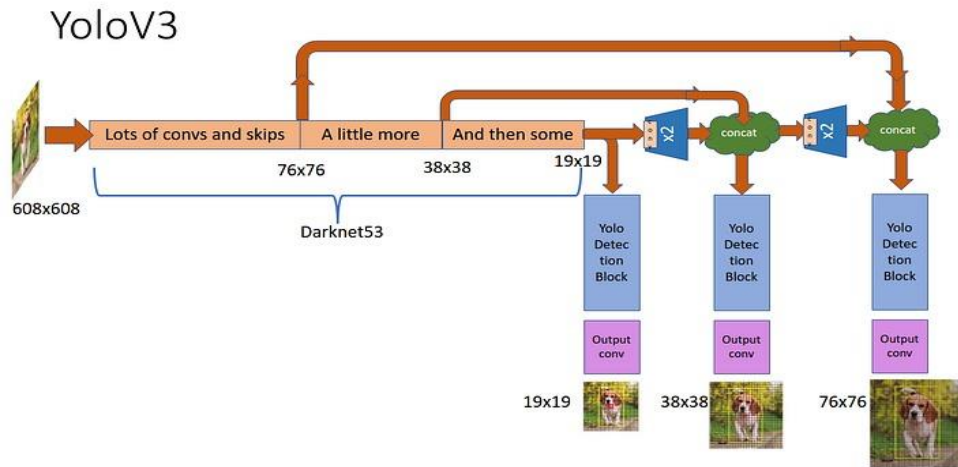 YoloV3
Lots of convs and skips
A little more
And then some
x2
concat
x2
concat
76x76
38x38
19x19
608x608
Darknet53
Yolo
Detec
tion
Block
Yolo
Detec
tion
Block
Yolo
Detec
tion
Block
Output
conv
Output
conv
Output
conv
19x19
38x38
76x76